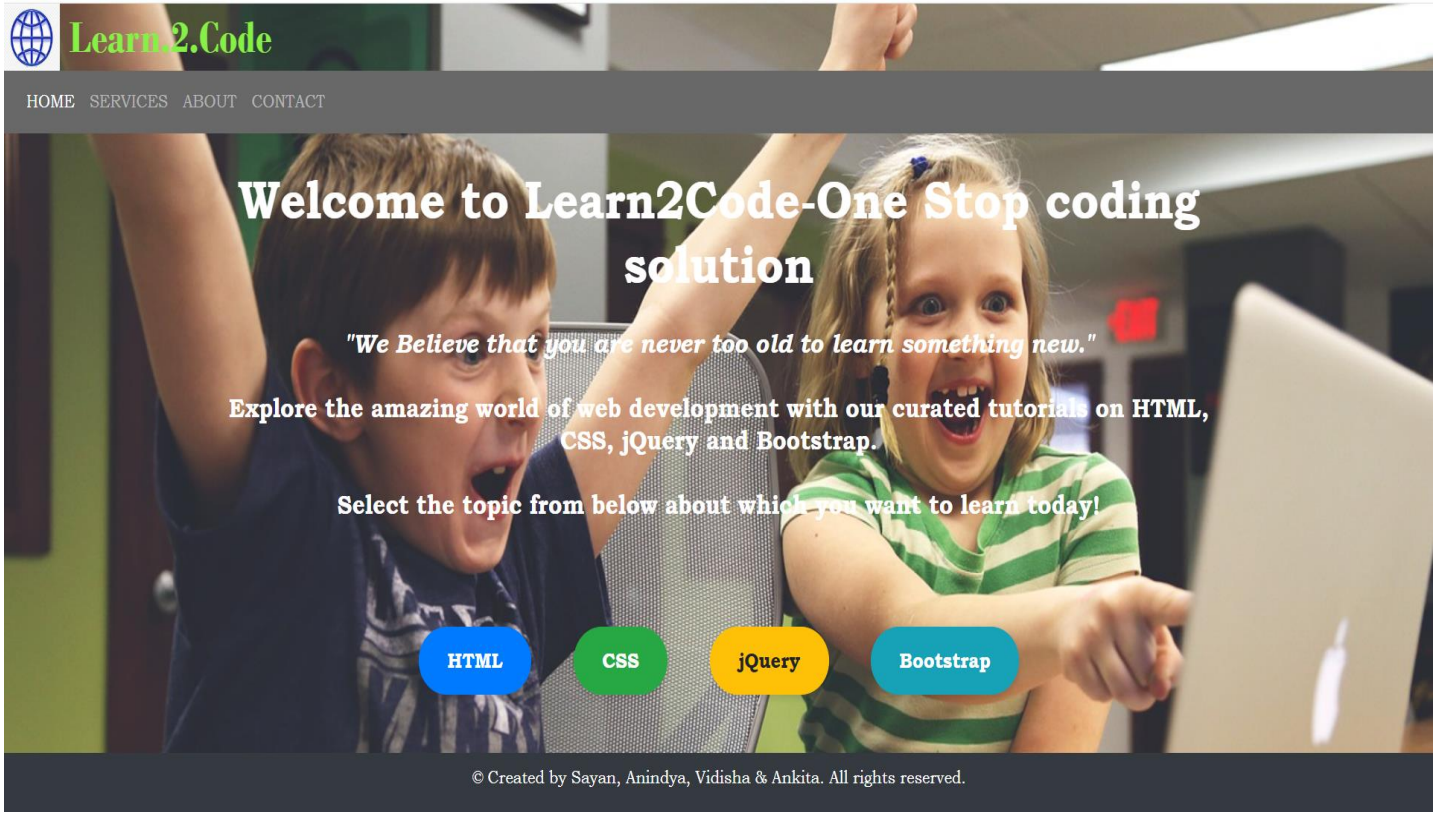 Learn.2.Code
HOME SERVICES ABOUT CONTACT
Welcome to Learn2Code-One Stop coding
solution
"We Believe that you are never too old to learn something new."
Explore the amazing world of web development with our curated tutorials on HTML,
CSS, jQuery and Bootstrap.
Select the topic from below about which you want to learn today!
HTML CSS jQuery Bootstrap
© Created by Sayan, Anindya, Vidisha & Ankita. All rights reserved.